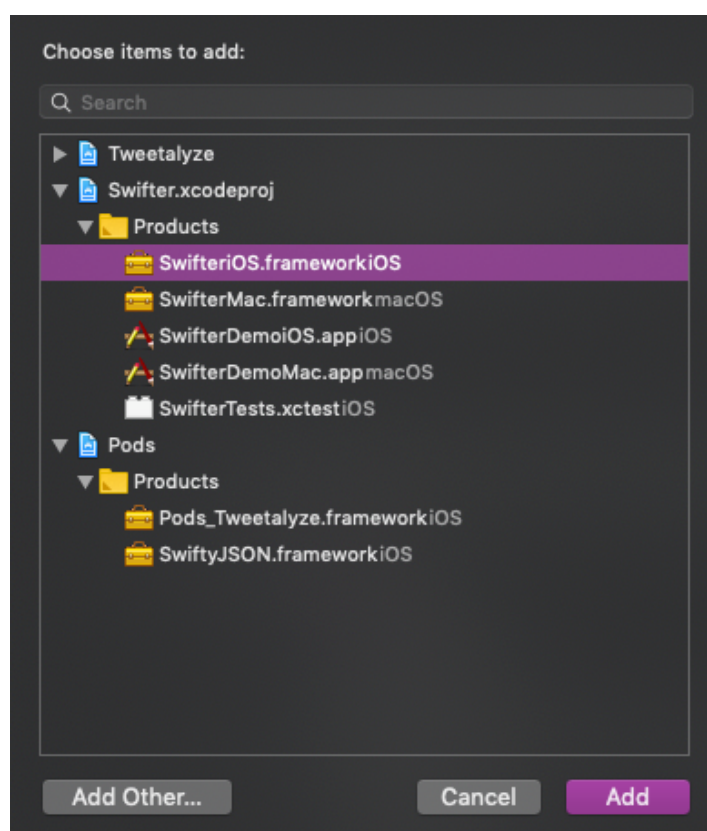 Choose items to add:
Search
Tweetalyze
Swifter.xcodeproj
Products
SwifteriOS.frameworkiOS
SwifterMac.frameworkmacOS
SwifterDemoiOS.appiOS
SwifterDemoMac.appmacOS
SwifterTests.xctestiOS
Pods
Products
Pods_Tweetalyze.frameworkiOS
SwiftyJSON.frameworkiOS
Add Other... Cancel Add